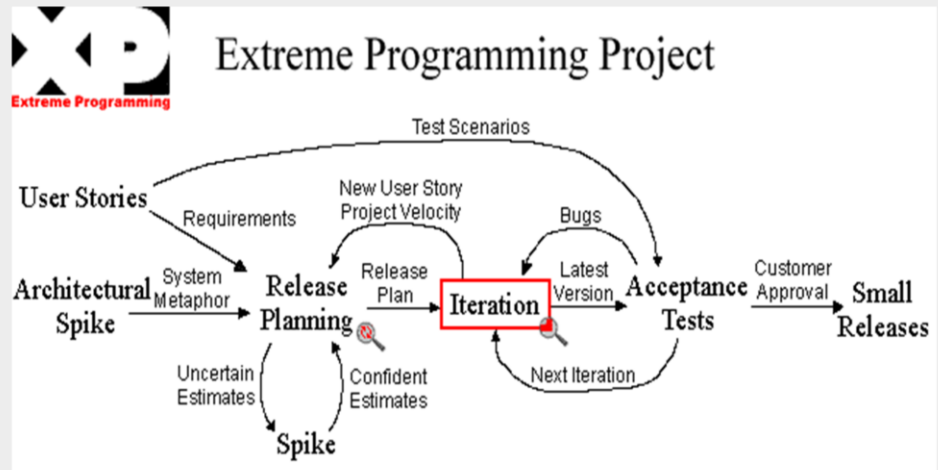 XP
Extreme Programming
Extreme Programming Project
Test Scenarios
User Stories
Requirements
New User Story
Project Velocity
Bugs
Architectural
Spike
System
Metaphor
Release
Planning
Release
Plan
Iteration
Latest
Version
Acceptance
Tests
Customer
Approval
Small
Releases
Uncertain
Estimates
Confident
Estimates
Next Iteration
Spike